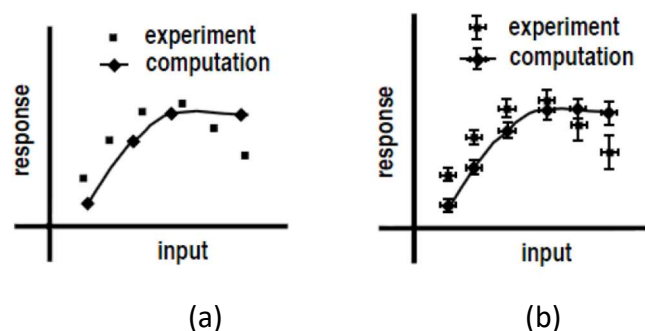 experiment
computation
response
input
(a)
experiment
computation
response
input
(b)